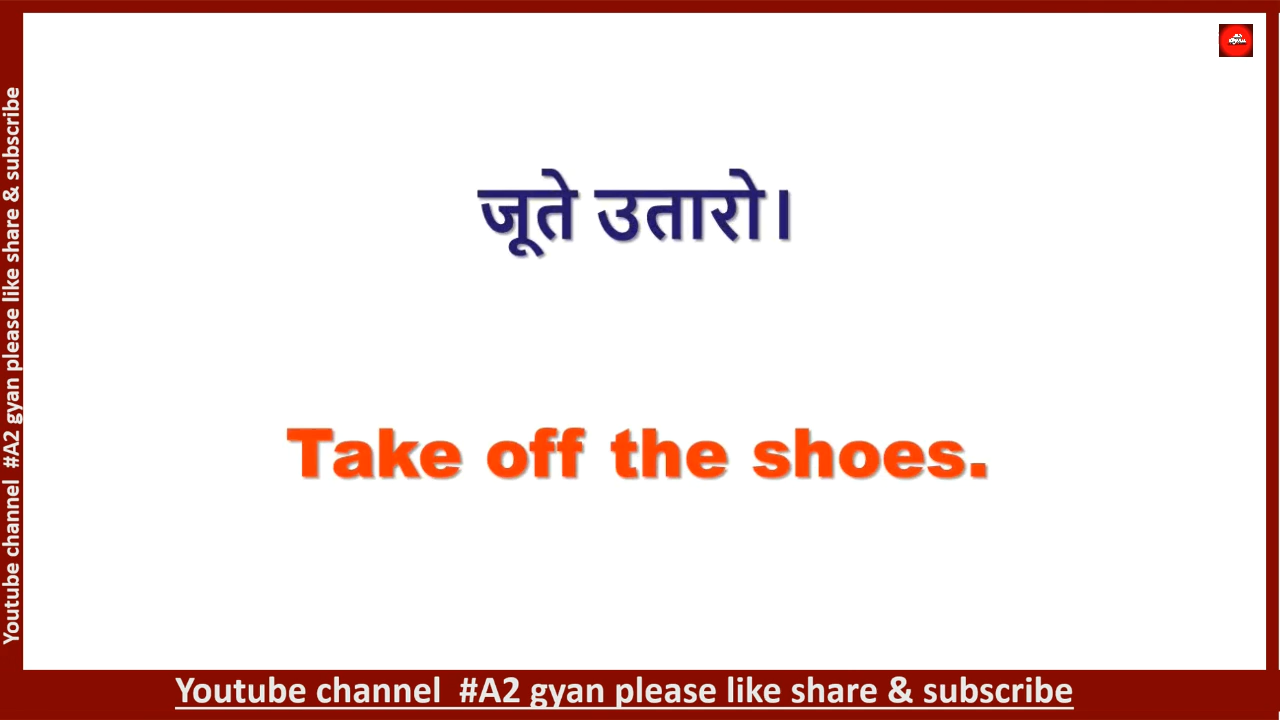 जूते उतारो।
Take off the shoes.
Youtube channel #A2 gyan please like share & subscribe
Youtube channel #A2 gyan please like share & subscribe